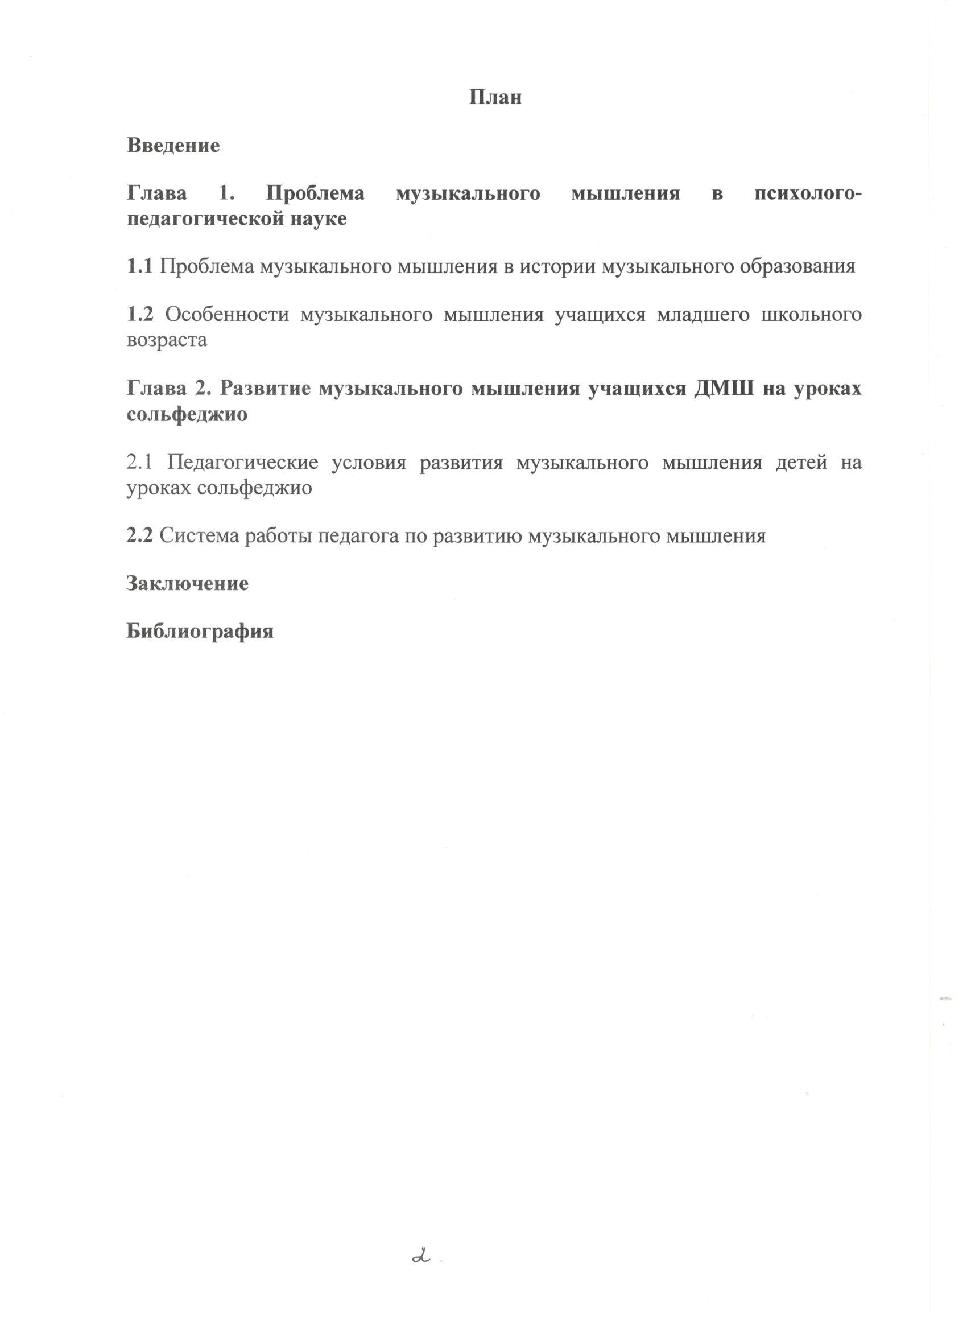 План
Введение
Глава 1. Проблема музыкального мышления в психолого-
педагогической науке
1.1 Проблема музыкального мышления в истории музыкального образования
1.2 Особенности музыкального мышления учащихся младшего школьного
возраста
Глава 2. Развитие музыкального мышления учащихся ДМШ на уроках
сольфеджио
2.1 Педагогические условия развития музыкального мышления детей на
уроках сольфеджио
2.2 Система работы педагога по развитию музыкального мышления
Заключение
Библиография
2